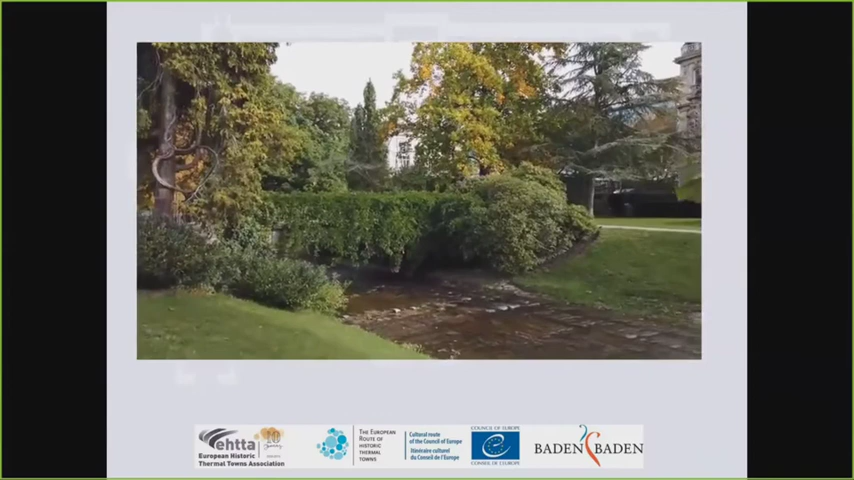 ehtta
10
European Historic
Thermal Towns Association
THE EUROPEAN
ROUTE OF
HISTORIC
THERMAL
TOWNS
Cultural route
of the Council of Europe
Itinéraire culturel
du Conseil de l'Europe
COUNCIL OF EUROPE
CONSEIL DE L'EUROPE
BADEN BADEN